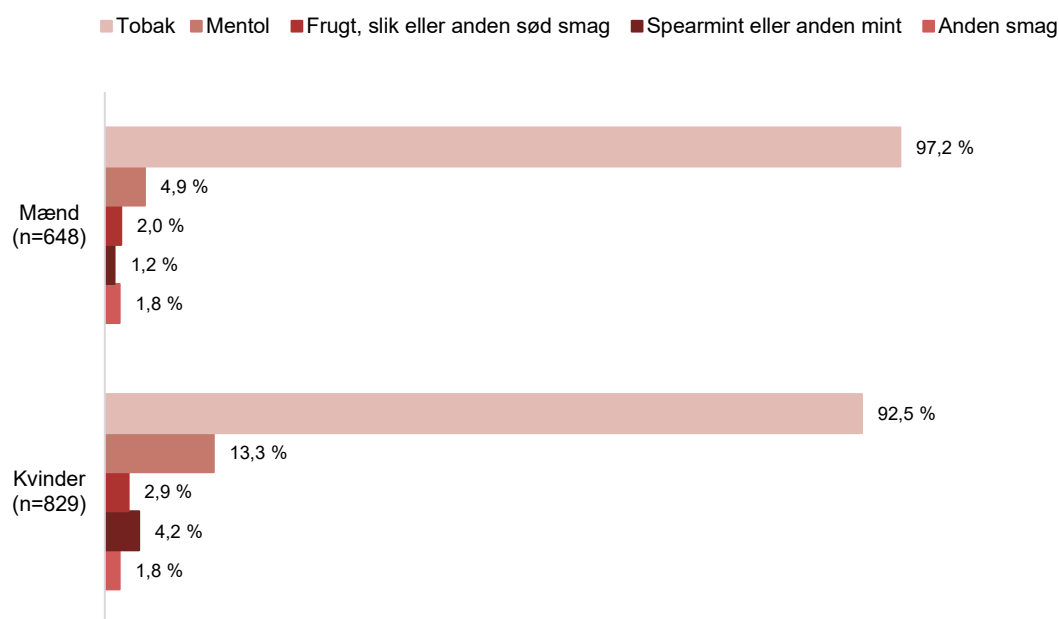 Tobak Mentol Frugt, slik eller anden sød smag Spearmint eller anden mint Anden smag
97,2 %
4,9 %
Mænd
(n=648)
2,0 %
1,2 %
1,8 %
92,5 %
13,3 %
Kvinder
(n=829)
2,9 %
4,2 %
1,8 %